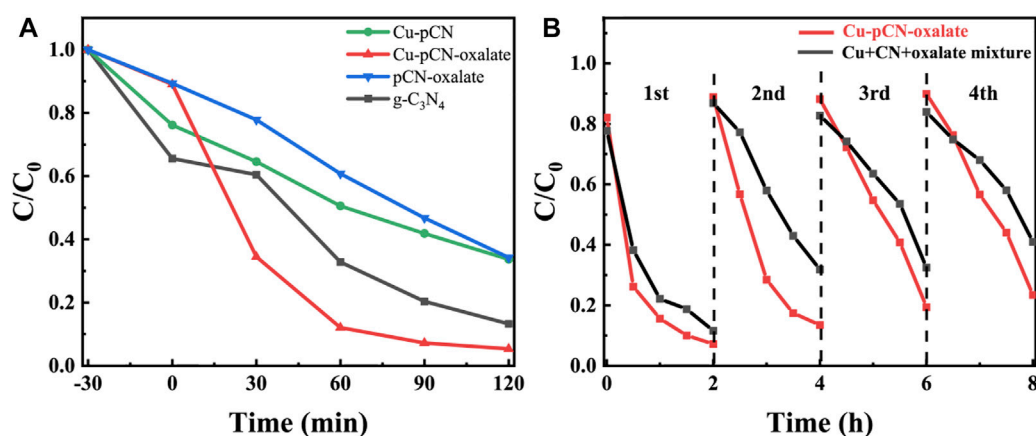 A
Cu-pCN
Cu-pCN-oxalate
pCN-oxalate
g-C₃N₄
C/C₀
1.0
0.8
0.6
0.4
0.2
0.0
-30
0
30
60
90
120
Time (min)
B
Cu-pCN-oxalate
Cu+CN+oxalate mixture
1st
2nd
3rd
4th
C/C₀
1.0
0.8
0.6
0.4
0.2
0.0
0
2
4
6
8
Time (h)